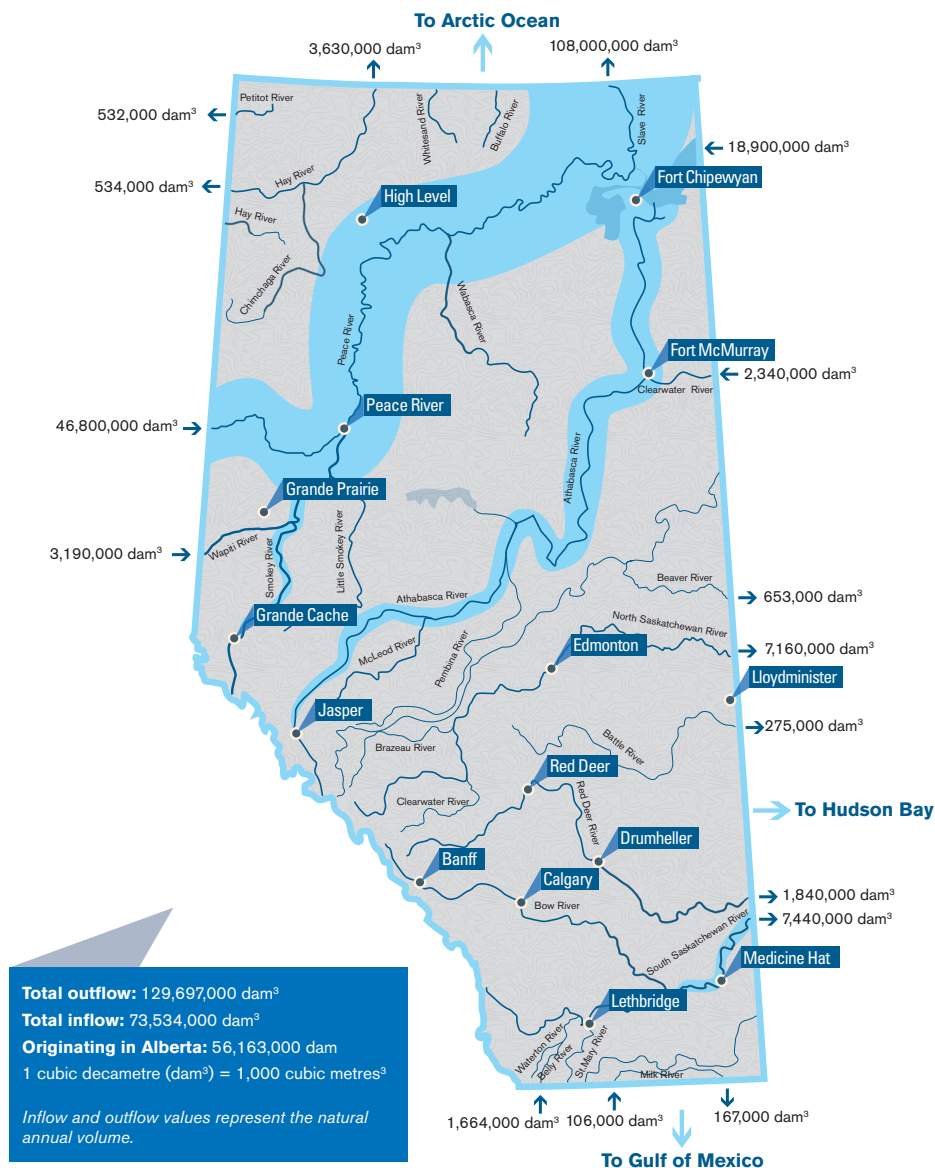 To Arctic Ocean
3,630,000 dam³
108,000,000 dam³
Petitot River
532,000 dam³
Whitesand River
Buffalo River
Slave River
18,900,000 dam³
Hay River
534,000 dam³
Fort Chipewyan
High Level
Hay River
Chimchaga River
Wabasca River
Peace River
Fort McMurray
2,340,000 dam³
Clearwater River
Peace River
46,800,000 dam³
Athabasca River
Grande Prairie
Wapiti River
3,190,000 dam³
Smokey River
Little Smokey River
Beaver River
653,000 dam³
Athabasca River
Grande Cache
North Saskatchewan River
7,160,000 dam³
McLeod River
Pembina River
Edmonton
Lloydminister
Jasper
275,000 dam³
Brazeau River
Battle River
Red Deer
Clearwater River
Red Deer River
To Hudson Bay
Drumheller
Banff
Calgary
Bow River
1,840,000 dam³
7,440,000 dam³
South Saskatchewan River
Medicine Hat
Lethbridge
Waterton River
Belly River
St.Mary River
Milk River
1,664,000 dam³
106,000 dam³
167,000 dam³
To Gulf of Mexico
Total outflow: 129,697,000 dam³
Total inflow: 73,534,000 dam³
Originating in Alberta: 56,163,000 dam
1 cubic decametre (dam³) = 1,000 cubic metres³
Inflow and outflow values represent the natural
annual volume.